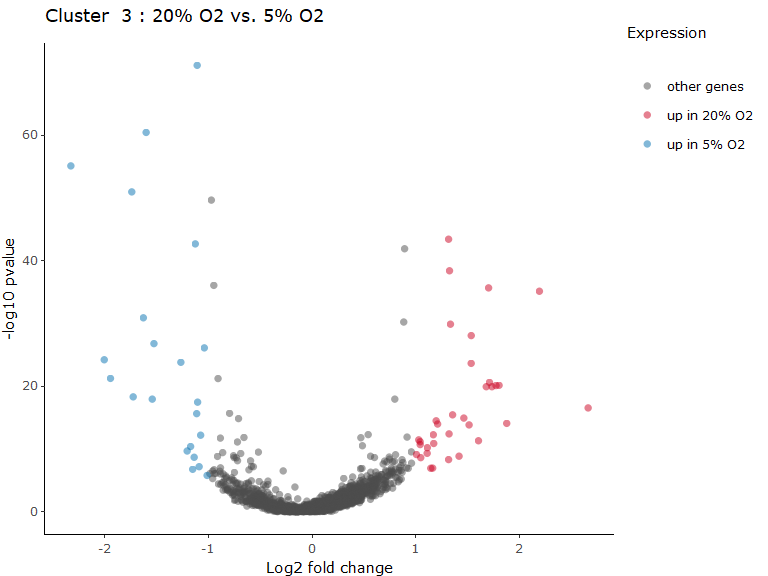 Cluster  3 : 20% O2 vs. 5% O2
Expression
other genes
up in 20% O2
up in 5% O2
60
40
20
0
-log10 pvalue
-2
-1
0
1
2
Log2 fold change